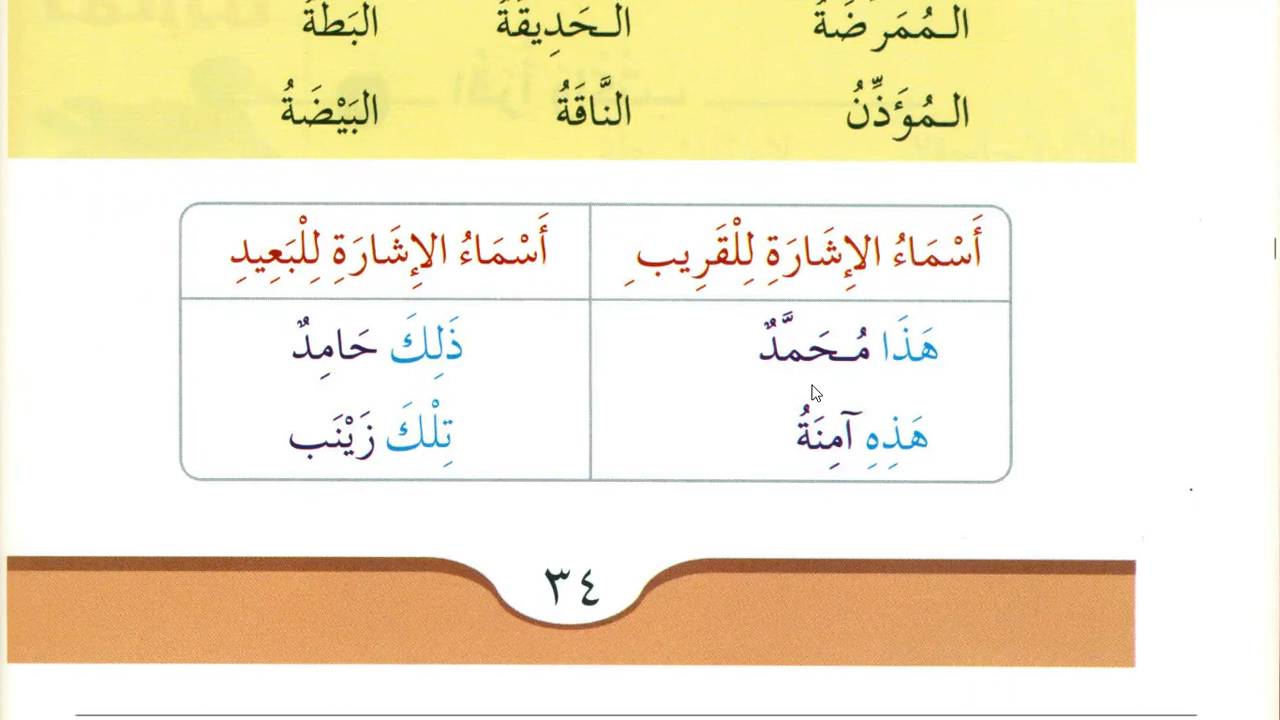 الـمُمَرِّضَةُ الـحَدِيقَةُ البَطَّةُ
الـمُؤَذِّنُ النَّاقَةُ البَيْضَةُ
أَسْمَاءُ الإِشَارَةِ لِلْقَرِيبِ أَسْمَاءُ الإِشَارَةِ لِلْبَعِيدِ
هَذَا مُـحَمَّدٌ ذَلِكَ حَامِدٌ
هَذِهِ آمِنَةُ تِلْكَ زَيْنَب
٣٤